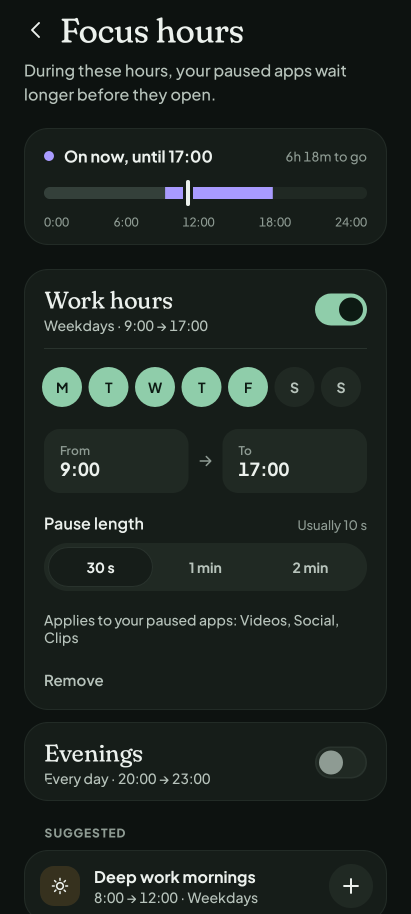 Focus hours
During these hours, your paused apps wait
longer before they open.
On now, until 17:00
6h 18m to go
0:00 6:00 12:00 18:00 24:00
Work hours
Weekdays · 9:00 → 17:00
M T W T F S S
From
9:00
→
To
17:00
Pause length
Usually 10 s
30 s 1 min 2 min
Applies to your paused apps: Videos, Social,
Clips
Remove
Evenings
Every day · 20:00 → 23:00
SUGGESTED
Deep work mornings
8:00 → 12:00 · Weekdays